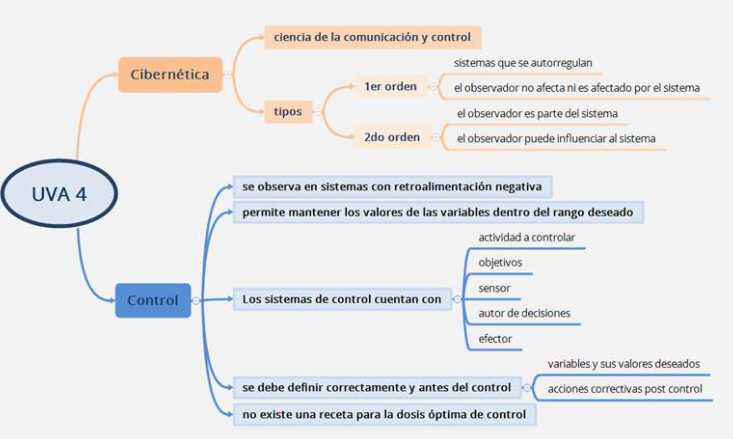 UVA 4
Cibernética
ciencia de la comunicación y control
tipos
1er orden
sistemas que se autorregulan
el observador no afecta ni es afectado por el sistema
2do orden
el observador es parte del sistema
el observador puede influenciar al sistema
Control
se observa en sistemas con retroalimentación negativa
permite mantener los valores de las variables dentro del rango deseado
Los sistemas de control cuentan con
actividad a controlar
objetivos
sensor
autor de decisiones
efector
se debe definir correctamente y antes del control
variables y sus valores deseados
acciones correctivas post control
no existe una receta para la dosis óptima de control